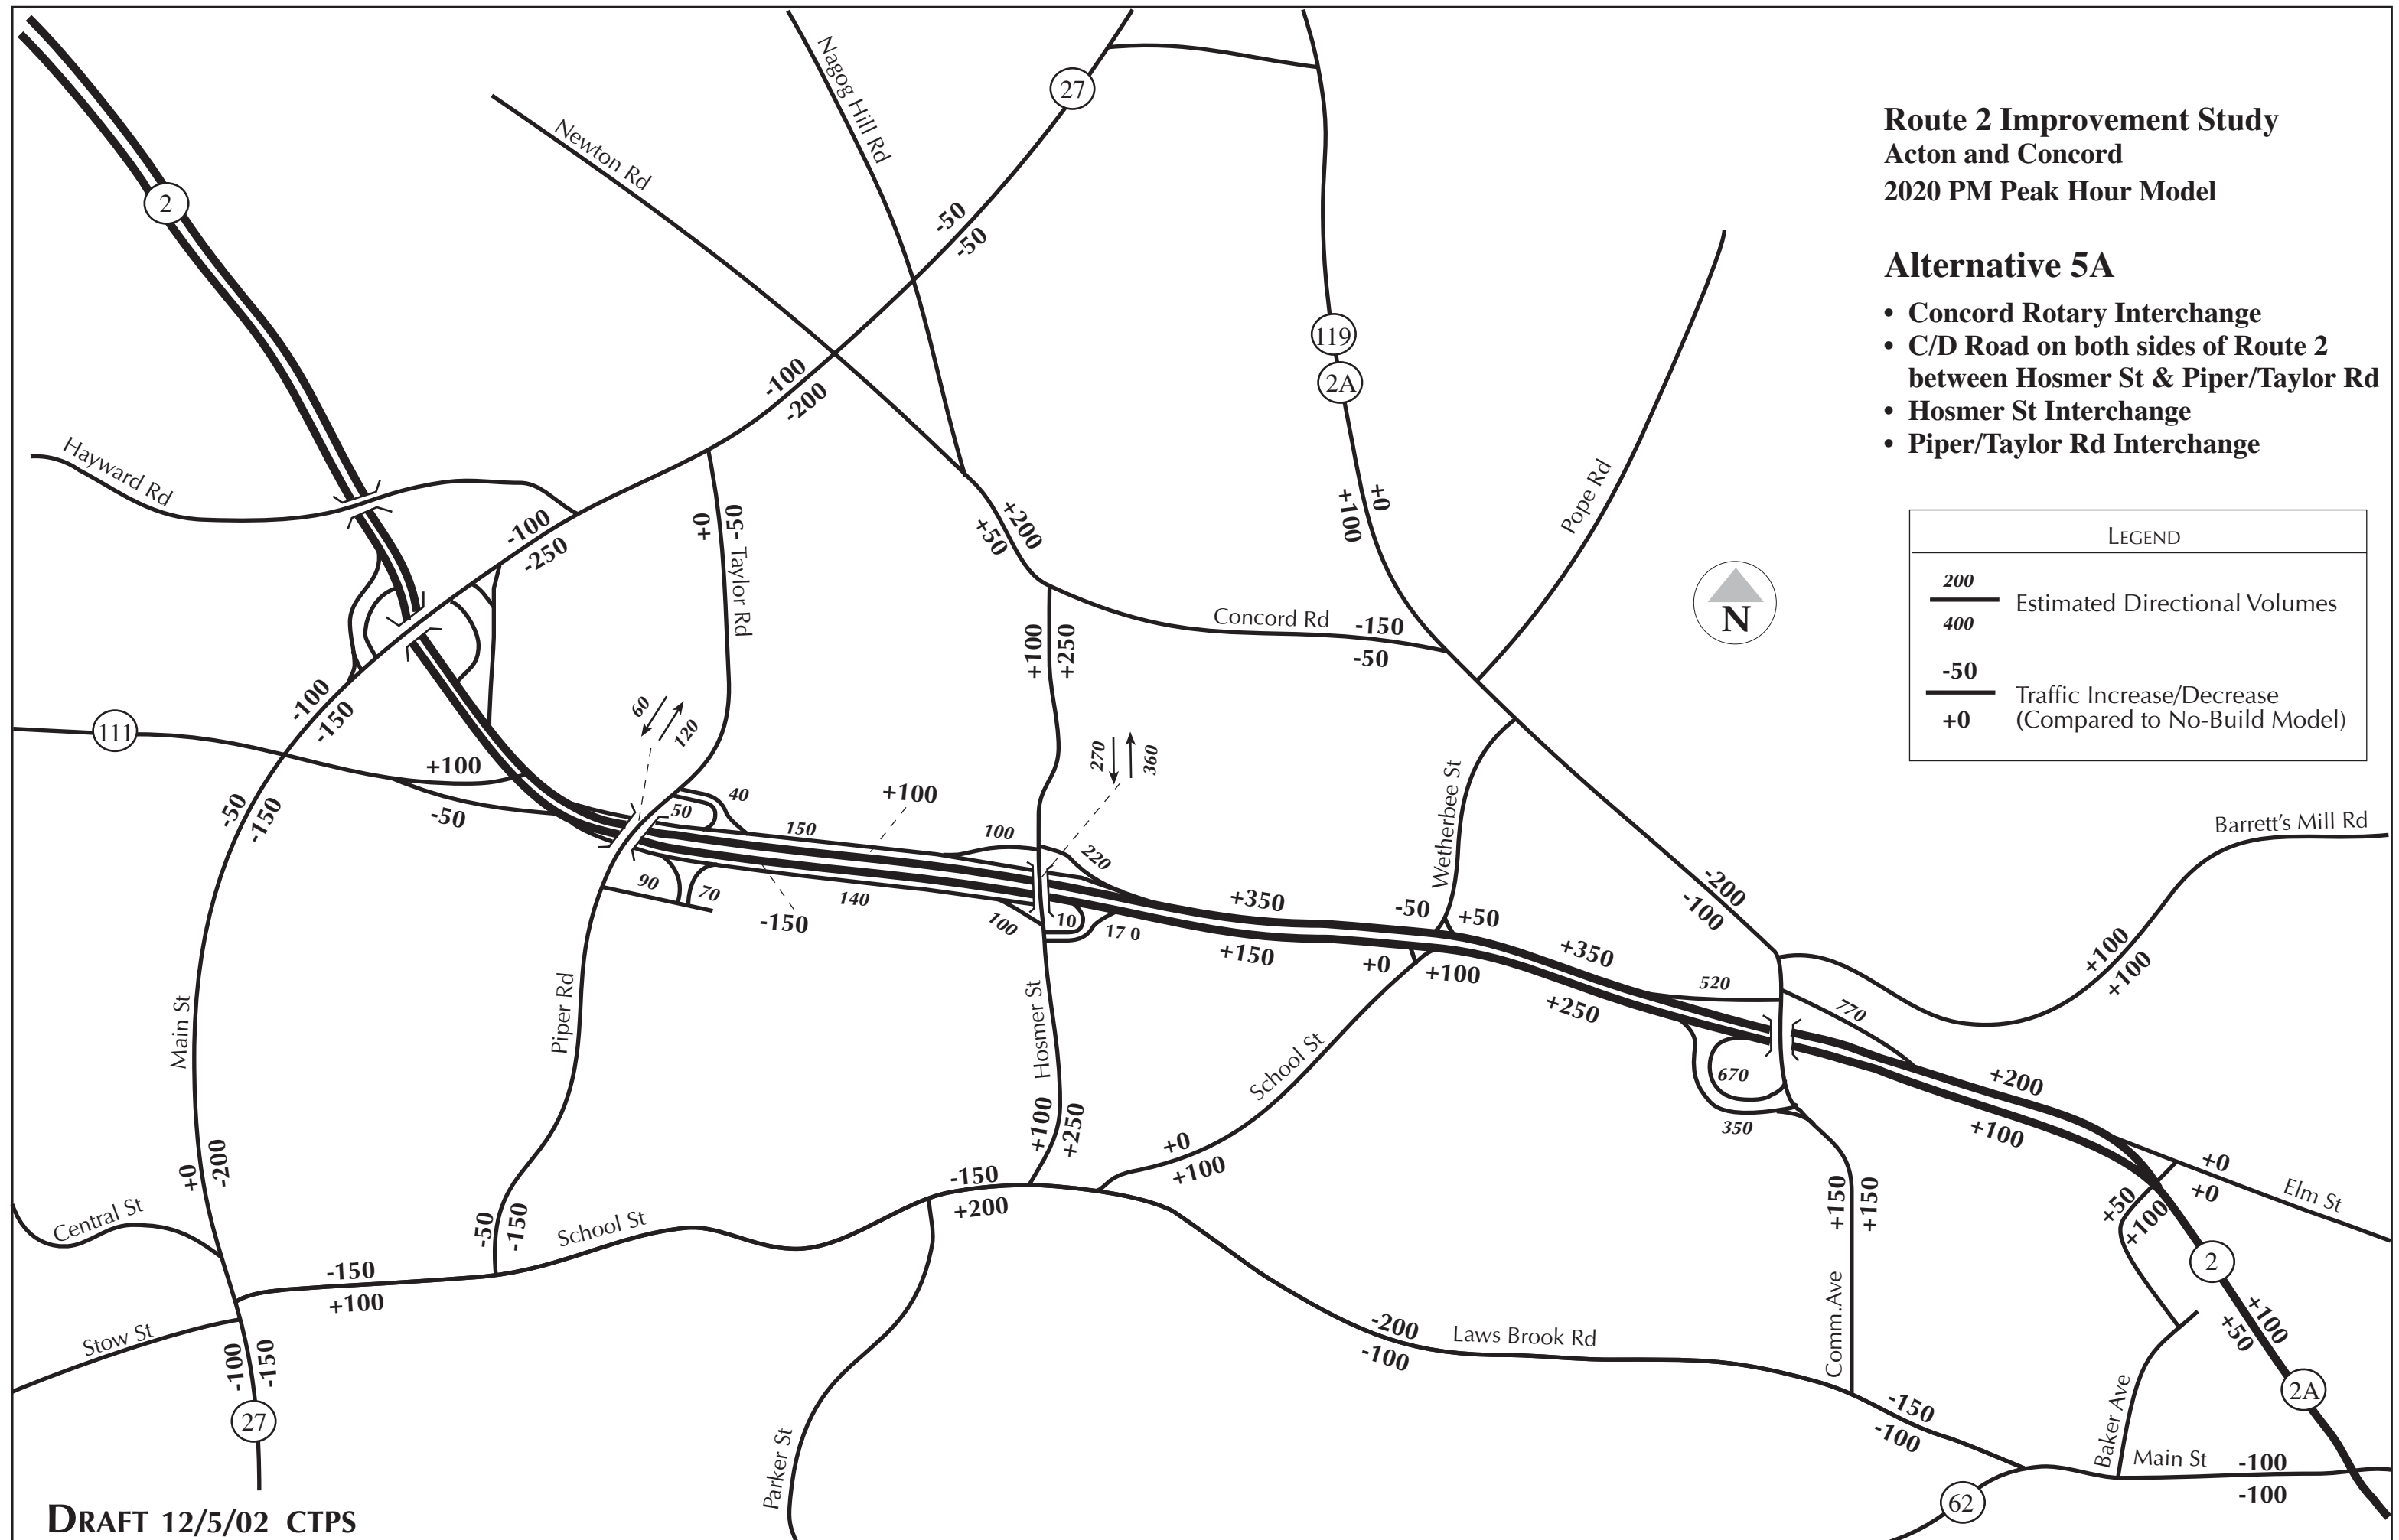 Route 2 Improvement Study
Acton and Concord
2020 PM Peak Hour Model
Alternative 5A
• Concord Rotary Interchange
• C/D Road on both sides of Route 2
between Hosmer St & Piper/Taylor Rd
• Hosmer St Interchange
• Piper/Taylor Rd Interchange
LEGEND
200
400
Estimated Directional Volumes
-50
+0
Traffic Increase/Decrease
(Compared to No-Build Model)
N
2
Nagog Hill Rd
27
Newton Rd
-50
-50
119
2A
-100
-200
Hayward Rd
-100
-250
+0
-50
Taylor Rd
+200
+50
+0
+100
Pope Rd
Concord Rd
-150
-50
+100
+250
-100
-150
111
+100
-50
-50
-150
60
120
270
360
50
40
150
+100
100
220
90
70
140
-150
100
10
17 0
Wetherbee St
+350
+150
-50
+50
+0
+100
+350
+250
-200
-100
520
770
670
350
Barrett's Mill Rd
+100
+100
+200
+100
+0
+0
Elm St
+50
+100
2
+100
+50
2A
Main St
Piper Rd
Hosmer St
School St
+100
+250
+0
+100
+0
-200
Central St
-50
-150
School St
-150
+200
-150
+100
Stow St
-100
-150
27
Parker St
-200
-100
Laws Brook Rd
+150
+150
Comm.Ave
-150
-100
Baker Ave
Main St
-100
-100
62
DRAFT 12/5/02 CTPS